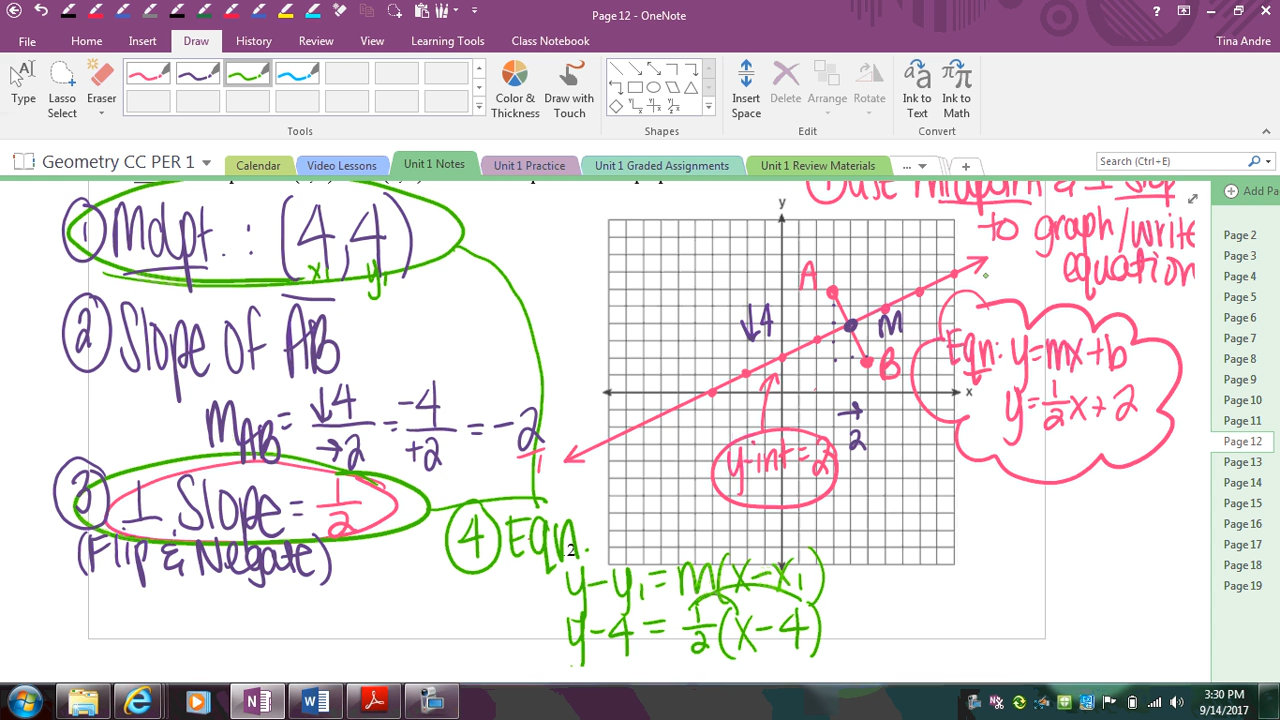 Page 12 - OneNote
File Home Insert Draw History Review View Learning Tools Class Notebook
Tina Andre
Type
Lasso Select
Eraser
Color & Thickness
Draw with Touch
Insert Space
Delete
Arrange
Rotate
Ink to Text
Ink to Math
Tools
Shapes
Edit
Convert
Geometry CC PER 1
Calendar
Video Lessons
Unit 1 Notes
Unit 1 Practice
Unit 1 Graded Assignments
Unit 1 Review Materials
...
Search (Ctrl+E)
Add Pa
Page 2
Page 3
Page 4
Page 5
Page 6
Page 7
Page 8
Page 9
Page 10
Page 11
Page 12
Page 13
Page 14
Page 15
Page 16
Page 17
Page 18
Page 19
① Mdpt. : (4, 4)
x₁ y₁
② Slope of AB
m_AB = ↓4/→2 = -4/+2 = -2/1
③ ⊥ Slope = 1/2
(Flip & Negate)
④ Eqn.
12
y-y₁ = m(x-x₁)
y-4 = 1/2(x-4)
① Use Midpoint & ⊥ slope
to graph/write
equation
y
x
A
M
B
↓4
→
2
y-int = 2
Eqn: y=mx+b
y=1/2x+2
3:30 PM
9/14/2017